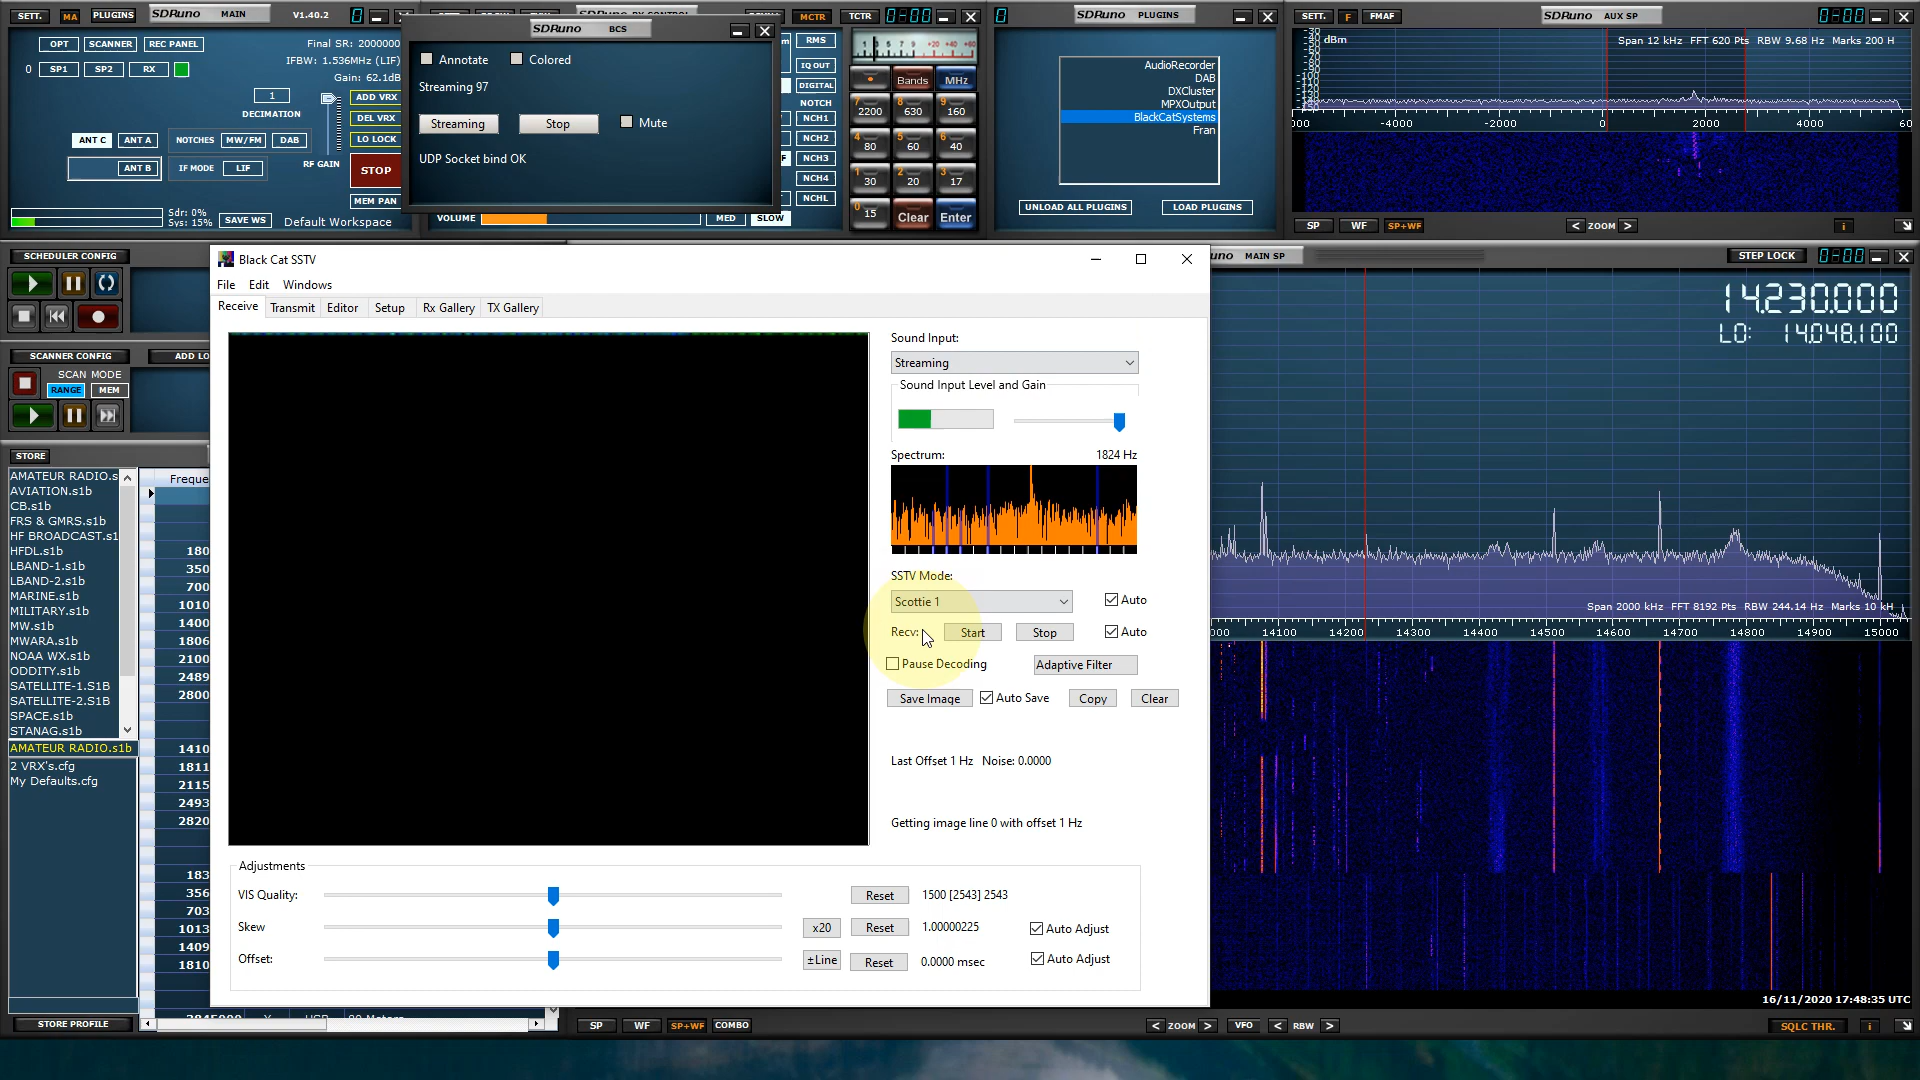 SETT.
MA
PLUGINS
SDRuno MAIN
V1.40.2
OPT
SCANNER
REC PANEL
Final SR: 2000000
IFBW: 1.536MHz (LIF)
Gain: 62.1dB
0
SP1
SP2
RX
1
DECIMATION
ADD VRX
DEL VRX
LO LOCK
ANT C
ANT A
NOTCHES
MW/FM
DAB
ANT B
IF MODE
LIF
RF GAIN
STOP
MEM PAN
Sdr: 0%
Sys: 15%
SAVE WS
Default Workspace
SDRuno BCS
Annotate
Colored
Streaming 97
Streaming
Stop
Mute
UDP Socket bind OK
VOLUME
MED
SLOW
MCTR
TCTR
RMS
IQ OUT
DIGITAL
NOTCH
NCH1
NCH2
NCH3
NCH4
NCHL
Bands
MHz
7 2200
8 630
9 160
4 80
5 60
6 40
1 30
2 20
3 17
0 15
Clear
Enter
SDRuno PLUGINS
AudioRecorder
DAB
DXCluster
MPXOutput
BlackCatSystems
Fran
UNLOAD ALL PLUGINS
LOAD PLUGINS
SETT.
F
FMAF
SDRuno AUX SP
dBm
Span 12 kHz FFT 620 Pts RBW 9.68 Hz Marks 200 H
-4000
-2000
0
2000
4000
SP
WF
SP+WF
< ZOOM >
i
SCHEDULER CONFIG
SCANNER CONFIG
ADD LO
SCAN MODE
RANGE
MEM
STORE
AMATEUR RADIO.s
AVIATION.s1b
CB.s1b
FRS & GMRS.s1b
HF BROADCAST.s1
HFDL.s1b
LBAND-1.s1b
LBAND-2.s1b
MARINE.s1b
MILITARY.s1b
MW.s1b
MWARA.s1b
NOAA WX.s1b
ODDITY.s1b
SATELLITE-1.S1B
SATELLITE-2.S1B
SPACE.s1b
STANAG.s1b
AMATEUR RADIO.s1b
2 VRX's.cfg
My Defaults.cfg
STORE PROFILE
Freque
180
350
700
1010
1400
1806
2100
2489
2800
1410
1811
2115
2493
2820
183
356
703
1013
1409
1810
Black Cat SSTV
File
Edit
Windows
Receive
Transmit
Editor
Setup
Rx Gallery
TX Gallery
Sound Input:
Streaming
Sound Input Level and Gain
Spectrum:
1824 Hz
SSTV Mode:
Scottie 1
Auto
Recv:
Start
Stop
Auto
Pause Decoding
Adaptive Filter
Save Image
Auto Save
Copy
Clear
Last Offset 1 Hz Noise: 0.0000
Getting image line 0 with offset 1 Hz
Adjustments
VIS Quality:
Reset
1500 [2543] 2543
Skew
x20
Reset
1.00000225
Auto Adjust
Offset:
±Line
Reset
0.0000 msec
Auto Adjust
uno MAIN SP
STEP LOCK
14.230.000
LO: 14.048.100
Span 2000 kHz FFT 8192 Pts RBW 244.14 Hz Marks 10 kH
14100
14200
14300
14400
14500
14600
14700
14800
14900
15000
16/11/2020 17:48:35 UTC
SP
WF
SP+WF
COMBO
< ZOOM >
VFO
< RBW >
SQLC THR.
i